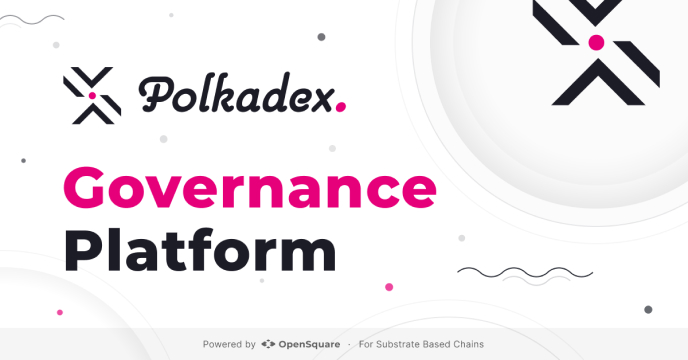 Polkadex.
Governance
Platform
Powered by OpenSquare · For Substrate Based Chains